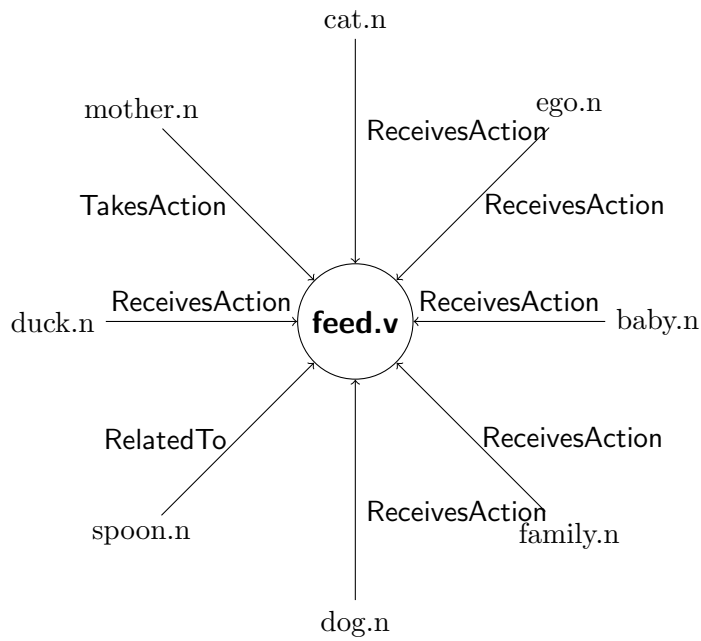 cat.n
mother.n
ego.n
ReceivesAction
TakesAction
ReceivesAction
ReceivesAction
ReceivesAction
duck.n
feed.v
baby.n
RelatedTo
ReceivesAction
ReceivesAction
spoon.n
family.n
dog.n